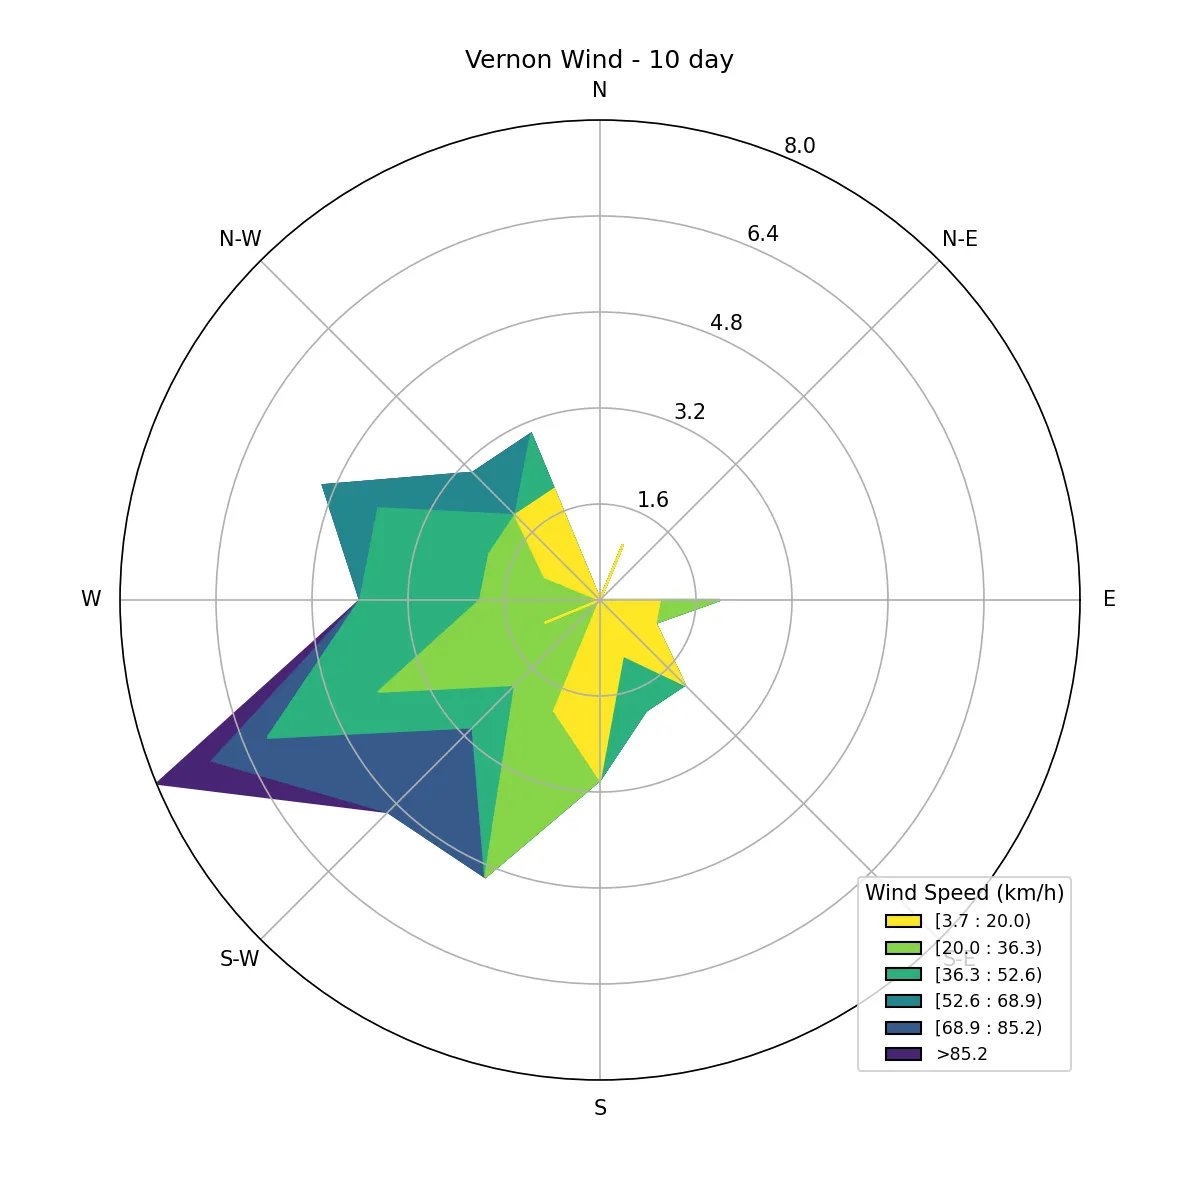 Vernon Wind - 10 day
N
8.0
N-W
6.4
N-E
4.8
3.2
1.6
W
E
S-W
S-E
S
Wind Speed (km/h)
[3.7 : 20.0)
[20.0 : 36.3)
[36.3 : 52.6)
[52.6 : 68.9)
[68.9 : 85.2)
>85.2